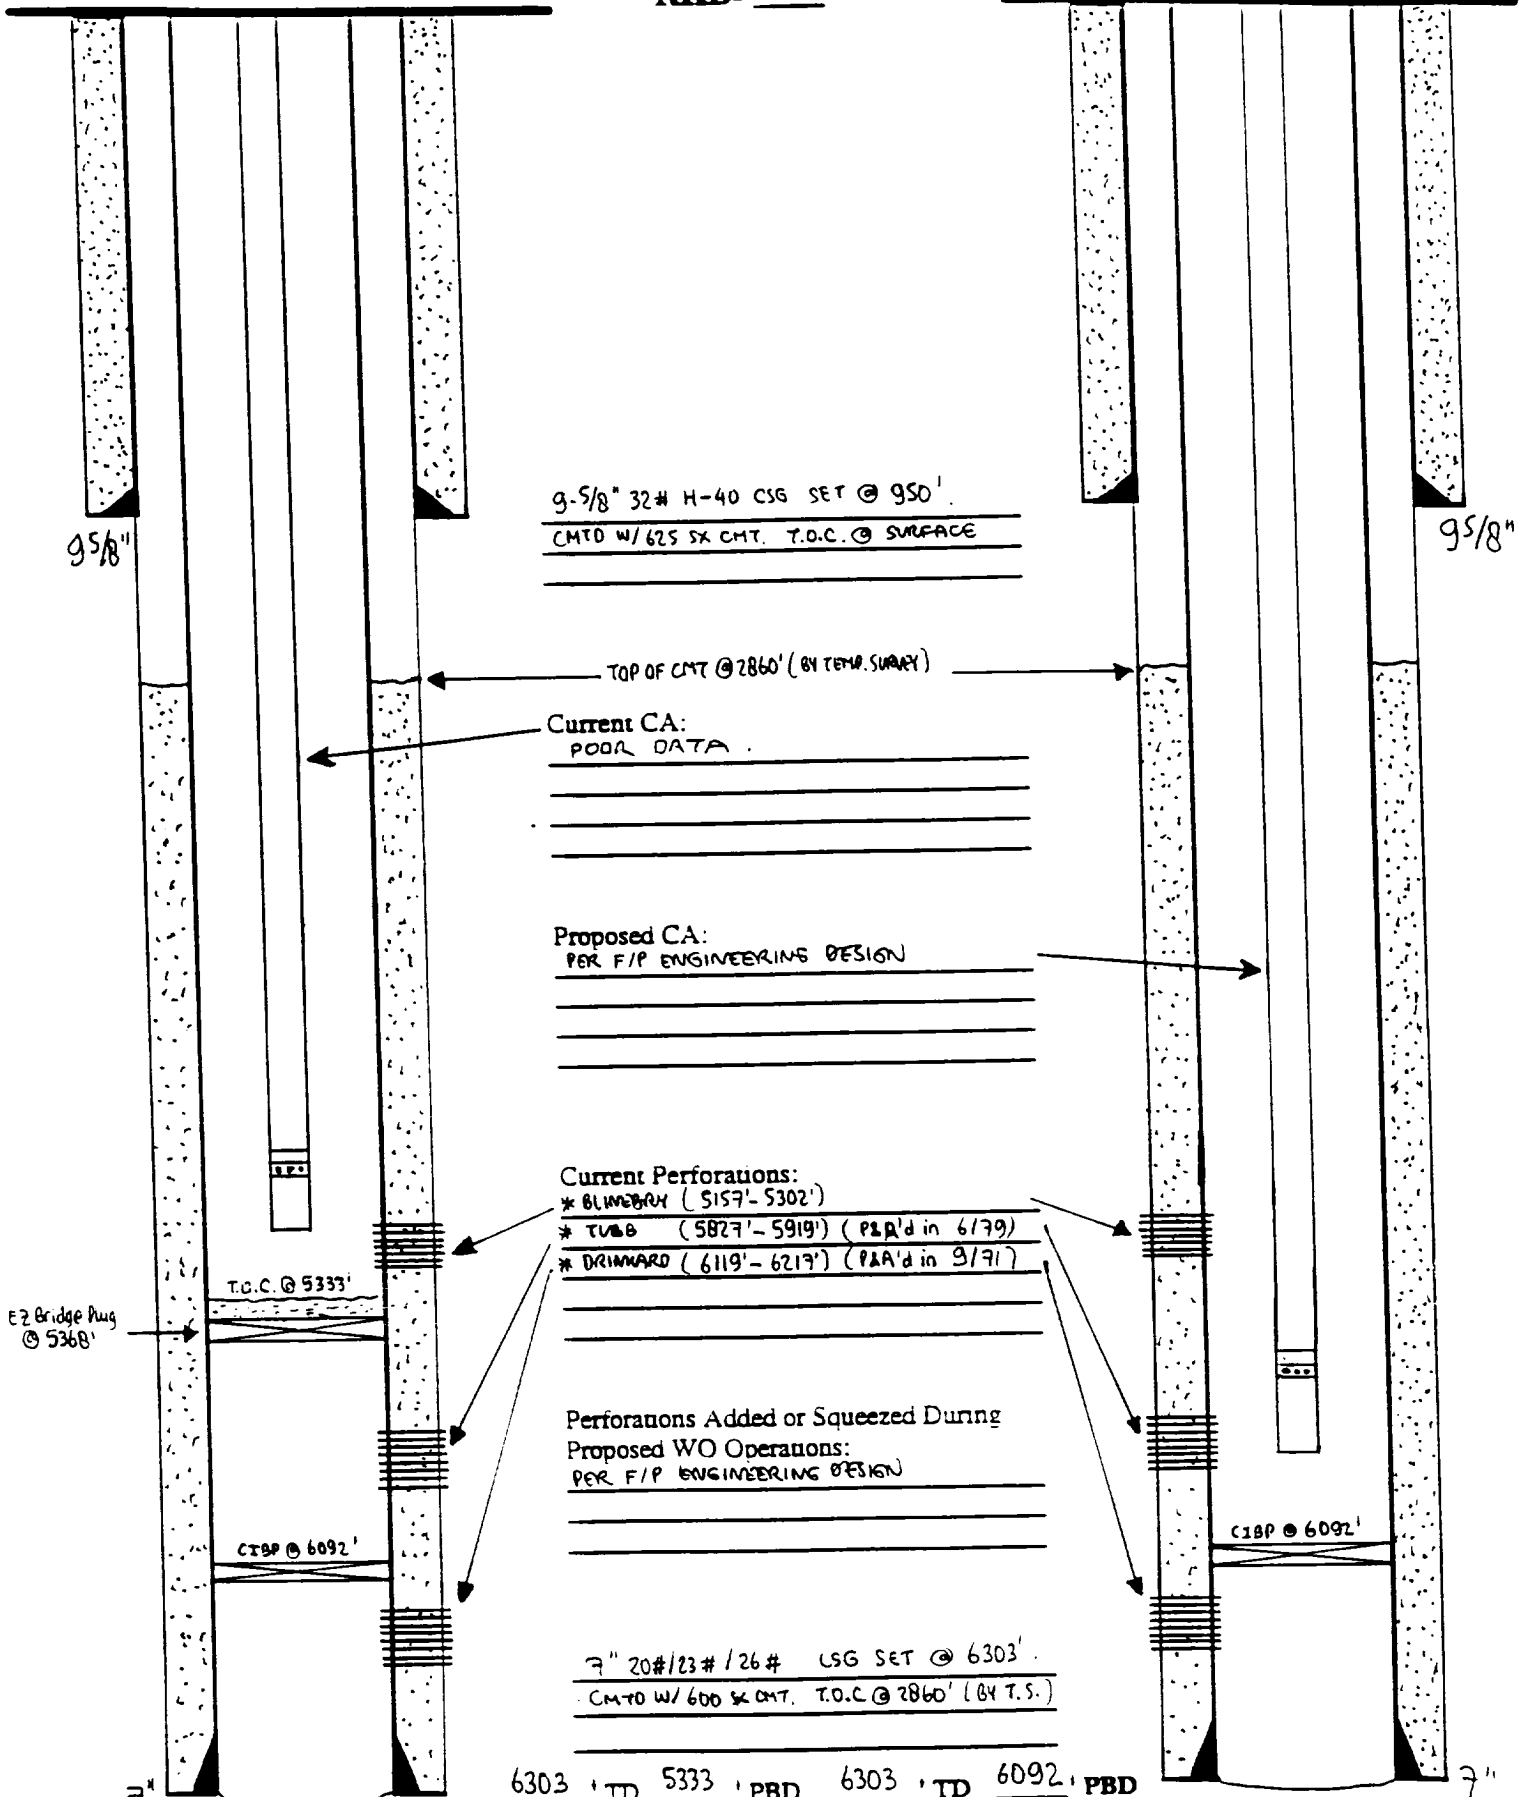 9-5/8" 32# H-40 CSG SET @ 950'.
CMTD W/625 SX CMT. T.O.C. @ SURFACE
9 5/8"
9 5/8"
TOP OF CMT @ 2860' (BY TEMP. SURVEY)
Current CA:
POOR DATA.
Proposed CA:
PER F/P ENGINEERING DESIGN
Current Perforations:
* BLINEBRY (5157'-5302')
* TUBB (5827'-5919') (P&A'd in 6/79)
* DRINKARD (6119'-6217') (P&A'd in 9/71)
T.O.C. @ 5333'
EZ Bridge Plug
@ 5368'
Perforations Added or Squeezed During
Proposed WO Operations:
PER F/P ENGINEERING DESIGN
CIBP @ 6092'
CIBP @ 6092'
7" 20#/23#/26# CSG SET @ 6303'.
CMTD W/ 600 SX CMT. T.O.C @ 2860' (BY T.S.)
7"
6303 ' TD 5333 ' PBD 6303 ' TD 6092 ' PBD
7"